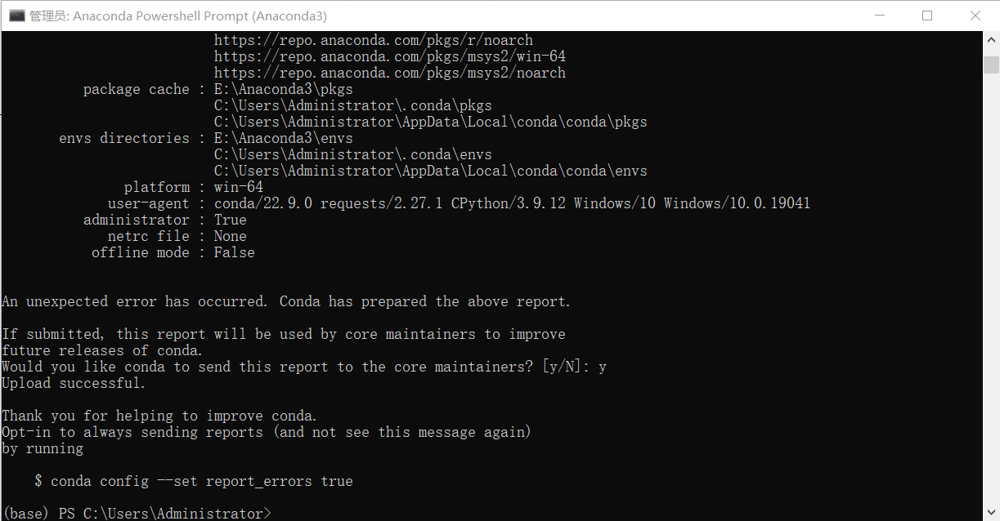 管理员: Anaconda Powershell Prompt (Anaconda3)
https://repo.anaconda.com/pkgs/r/noarch
https://repo.anaconda.com/pkgs/msys2/win-64
https://repo.anaconda.com/pkgs/msys2/noarch
package cache : E:\Anaconda3\pkgs
C:\Users\Administrator\.conda\pkgs
C:\Users\Administrator\AppData\Local\conda\conda\pkgs
envs directories : E:\Anaconda3\envs
C:\Users\Administrator\.conda\envs
C:\Users\Administrator\AppData\Local\conda\conda\envs
platform : win-64
user-agent : conda/22.9.0 requests/2.27.1 CPython/3.9.12 Windows/10 Windows/10.0.19041
administrator : True
netrc file : None
offline mode : False
An unexpected error has occurred. Conda has prepared the above report.
If submitted, this report will be used by core maintainers to improve
future releases of conda.
Would you like conda to send this report to the core maintainers? [y/N]: y
Upload successful.
Thank you for helping to improve conda.
Opt-in to always sending reports (and not see this message again)
by running
$ conda config --set report_errors true
(base) PS C:\Users\Administrator>